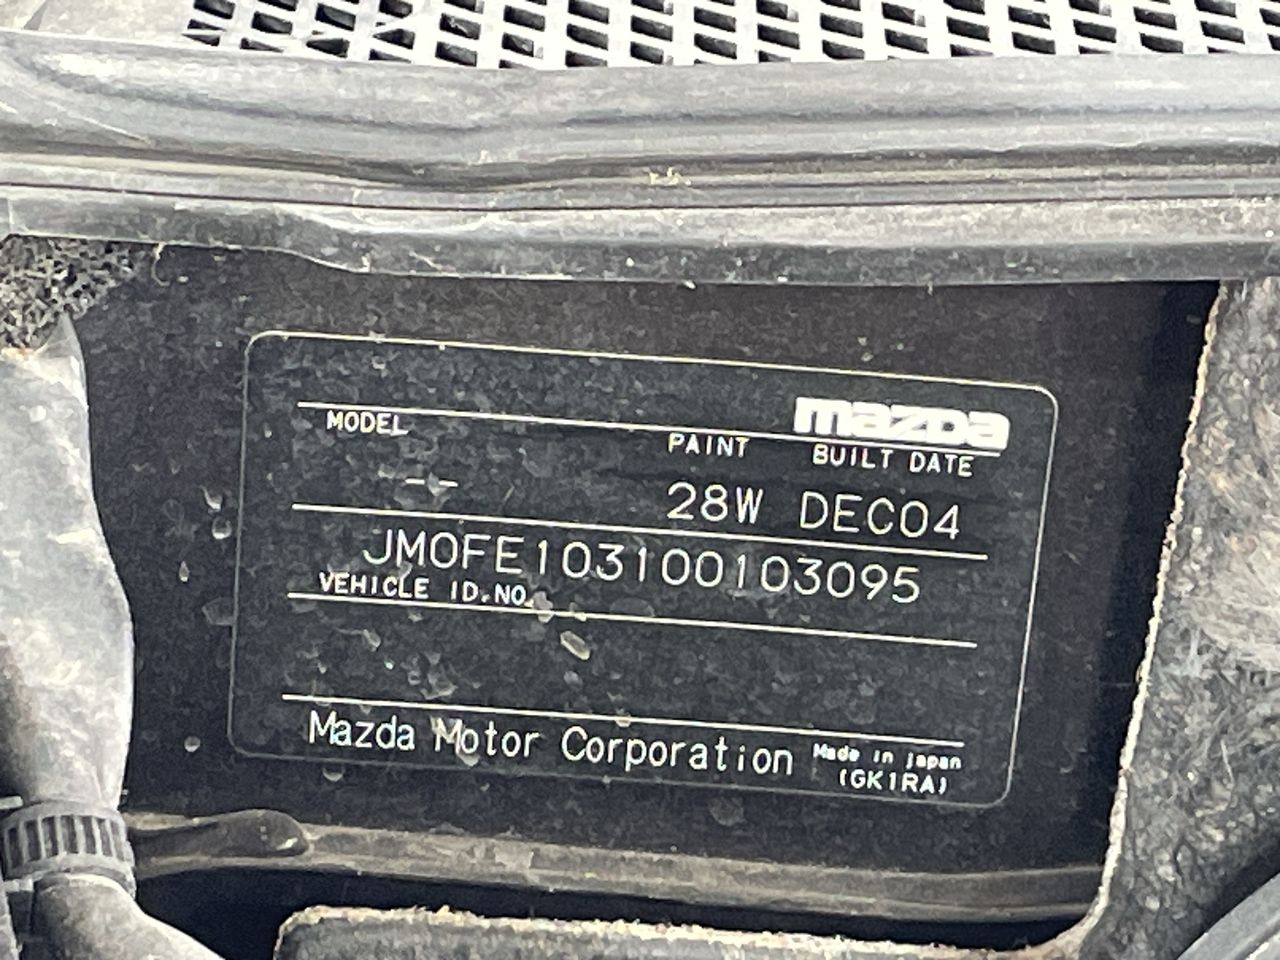 mazda
MODEL PAINT BUILT DATE
-- 28W DEC04
JM0FE103100103095
VEHICLE ID.NO.
Mazda Motor Corporation Made in Japan
(GK1RA)